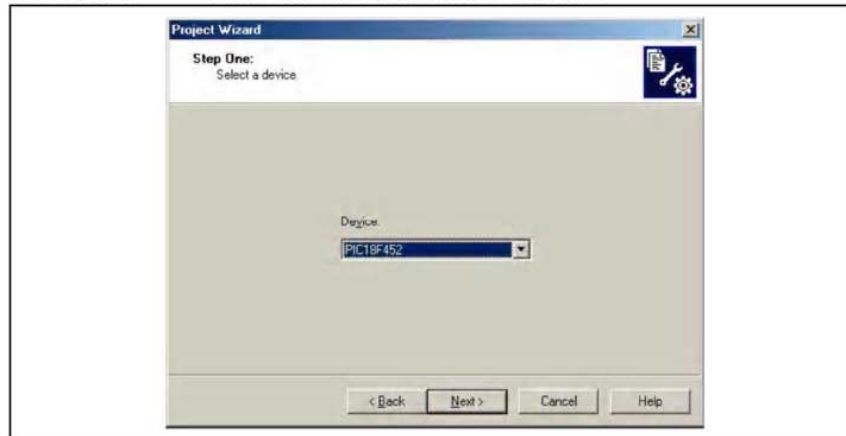 Project Wizard
Step One:
Select a device
Device:
PIC18F452
< Back
Next >
Cancel
Help